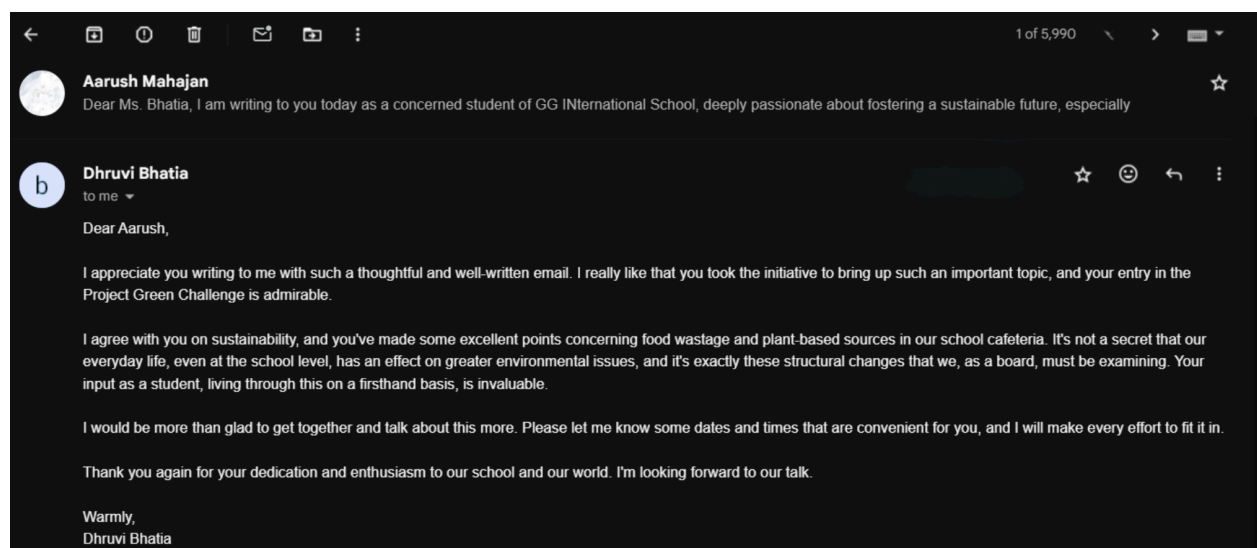 1 of 5,990
Aarush Mahajan
Dear Ms. Bhatia, I am writing to you today as a concerned student of GG INternational School, deeply passionate about fostering a sustainable future, especially
b
Dhruvi Bhatia
to me
Dear Aarush,
I appreciate you writing to me with such a thoughtful and well-written email. I really like that you took the initiative to bring up such an important topic, and your entry in the
Project Green Challenge is admirable.
I agree with you on sustainability, and you've made some excellent points concerning food wastage and plant-based sources in our school cafeteria. It's not a secret that our
everyday life, even at the school level, has an effect on greater environmental issues, and it's exactly these structural changes that we, as a board, must be examining. Your
input as a student, living through this on a firsthand basis, is invaluable.
I would be more than glad to get together and talk about this more. Please let me know some dates and times that are convenient for you, and I will make every effort to fit it in.
Thank you again for your dedication and enthusiasm to our school and our world. I'm looking forward to our talk.
Warmly,
Dhruvi Bhatia